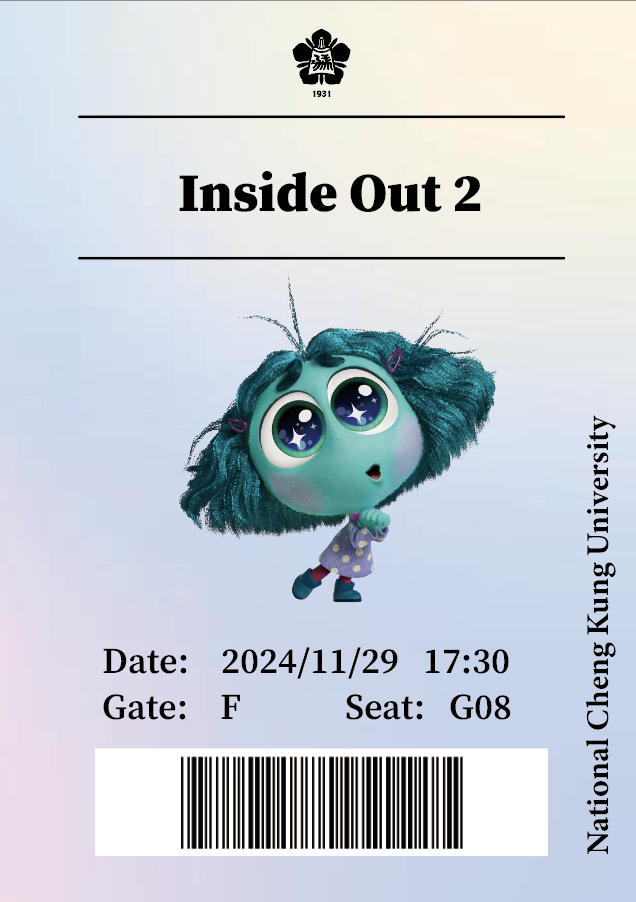 1931
Inside Out 2
Date: 2024/11/29 17:30
Gate: F Seat: G08
National Cheng Kung University